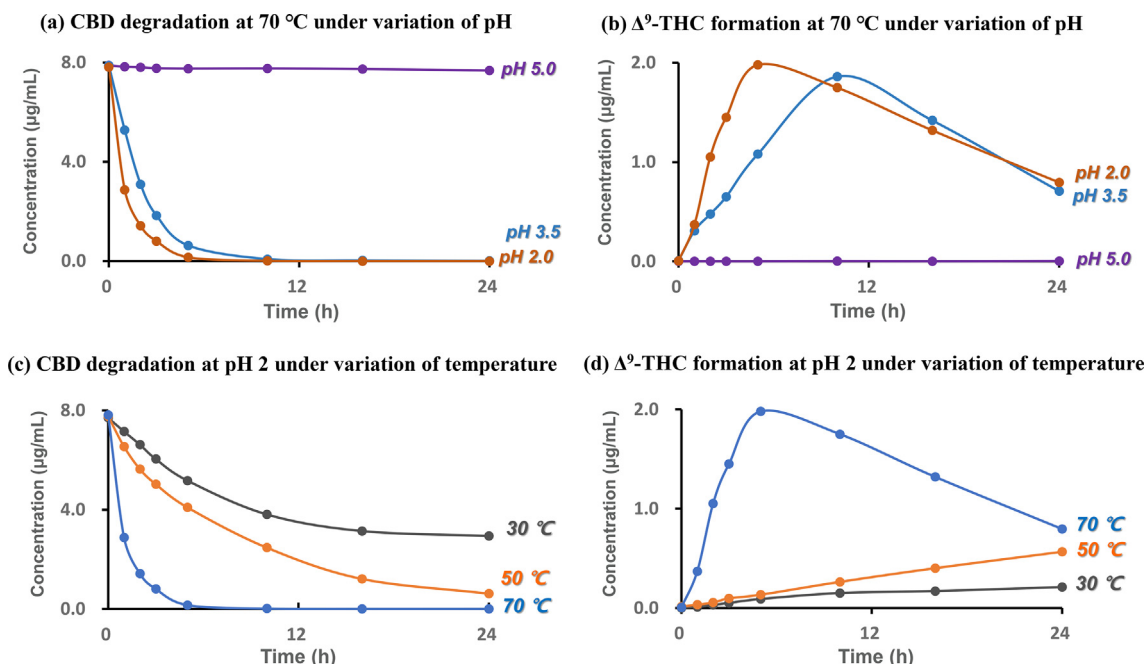 (a) CBD degradation at 70 ℃ under variation of pH
8.0
4.0
0.0
Concentration (µg/mL)
pH 5.0
pH 3.5
pH 2.0
0
12
24
Time (h)
(b) Δ⁹-THC formation at 70 ℃ under variation of pH
2.0
1.0
0.0
Concentration (µg/mL)
pH 2.0
pH 3.5
pH 5.0
0
12
24
Time (h)
(c) CBD degradation at pH 2 under variation of temperature
8.0
4.0
0.0
Concentration (µg/mL)
30 ℃
50 ℃
70 ℃
0
12
24
Time (h)
(d) Δ⁹-THC formation at pH 2 under variation of temperature
2.0
1.0
0.0
Concentration (µg/mL)
70 ℃
50 ℃
30 ℃
0
12
24
Time (h)